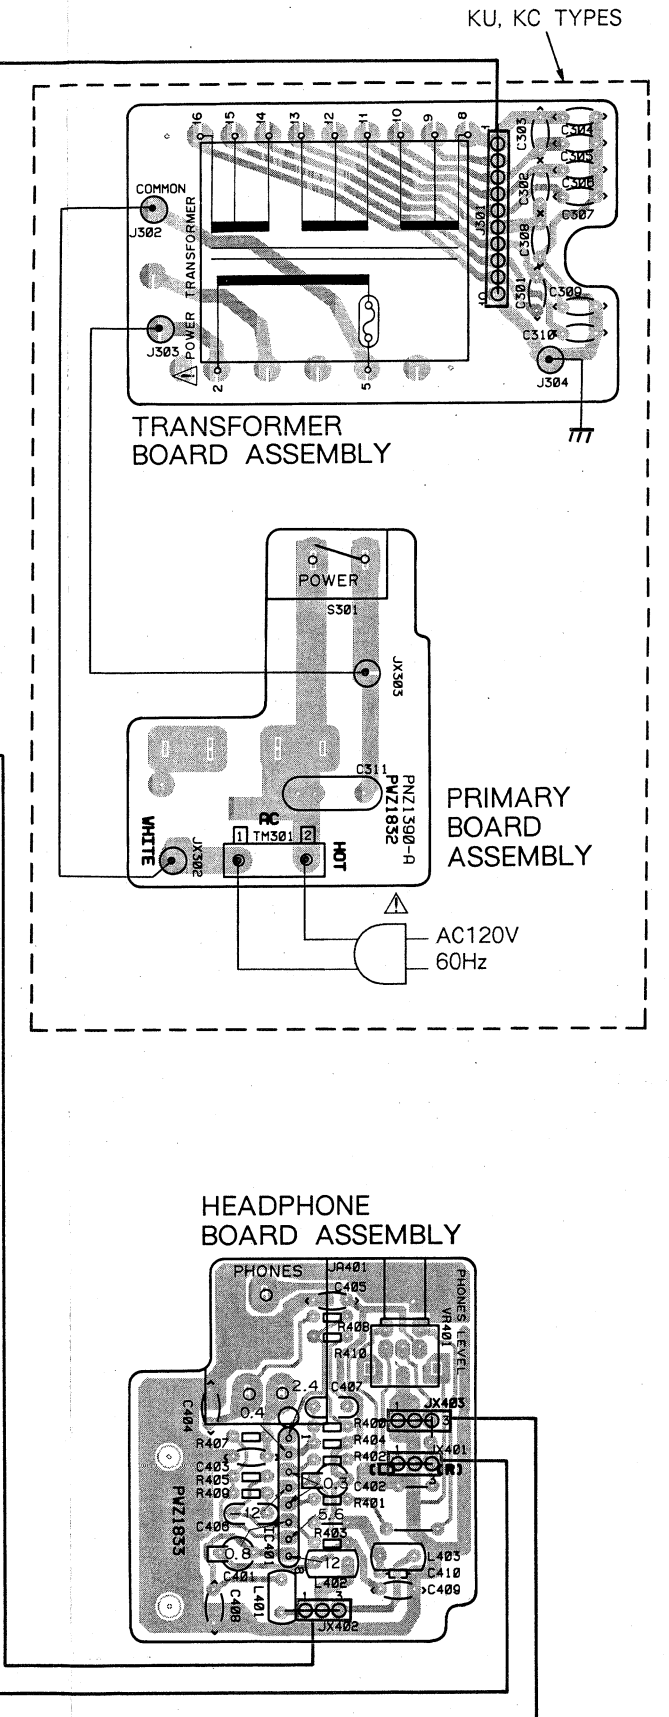 KU, KC TYPES
16 15 14 13 12 11 10 9 8
1
C303
C304
C305
C302
C306
C307
J301
C308
COMMON
J302
POWER TRANSFORMER
C301
C309
10
C310
J303
J304
2
5
TRANSFORMER
BOARD ASSEMBLY
POWER
S301
JX303
C311
PNZ1390-A
PWZ1832
PRIMARY
BOARD
ASSEMBLY
AC
1 TM301 2
WHITE
JX302
HOT
AC120V
60Hz
HEADPHONE
BOARD ASSEMBLY
PHONES
JA401
C405
PHONES LEVEL
VR401
R408
R410
2.4
C407
JX403
C404
0.4
1
3
R407
R404
JX401
1
R402
(L)
(R)
C403
R405
0.3
C402
R409
R401
PWZ1833
12
5.6
C406
IC401
R403
0.8
12
L403
C401
8
L402
C410
C409
C408
L401
1
3
JX402